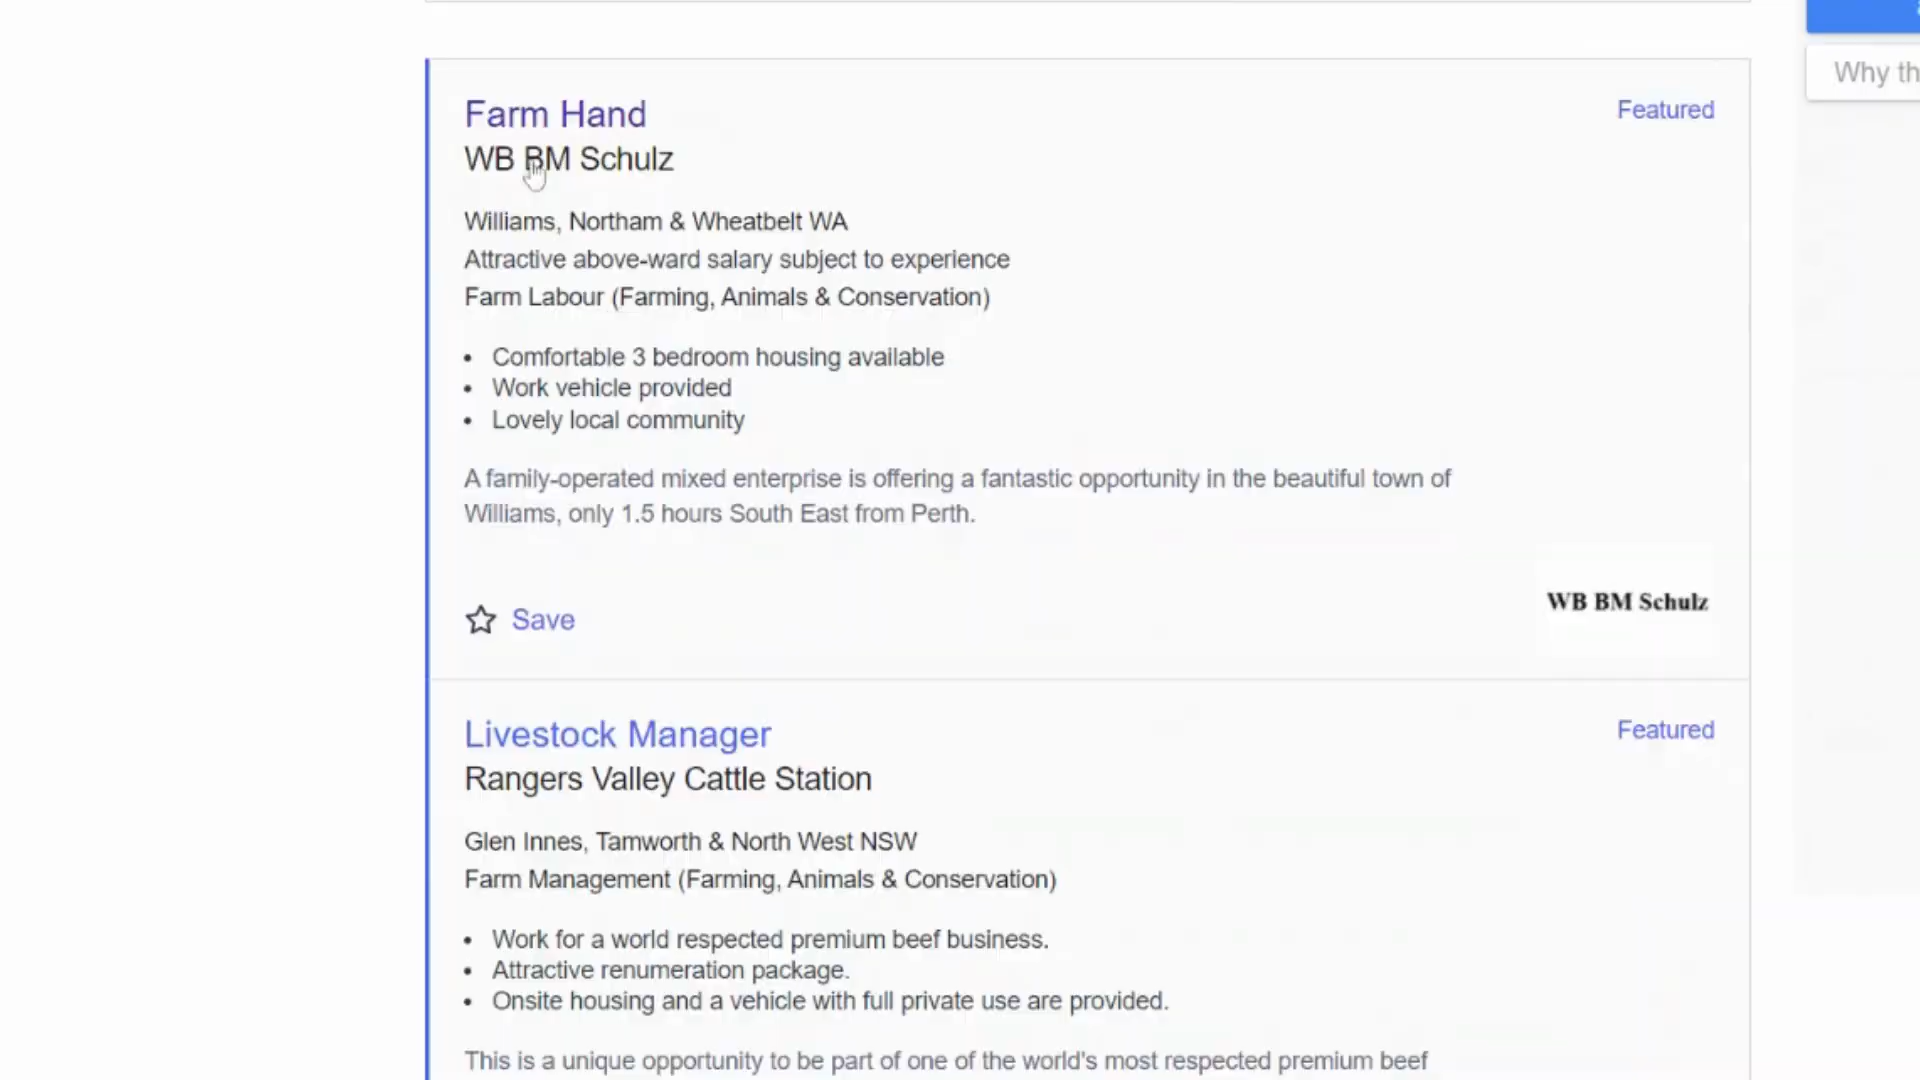 Why th
Farm Hand
Featured
WB BM Schulz
Williams, Northam & Wheatbelt WA
Attractive above-ward salary subject to experience
Farm Labour (Farming, Animals & Conservation)
• Comfortable 3 bedroom housing available
• Work vehicle provided
• Lovely local community
A family-operated mixed enterprise is offering a fantastic opportunity in the beautiful town of
Williams, only 1.5 hours South East from Perth.
WB BM Schulz
Save
Livestock Manager
Featured
Rangers Valley Cattle Station
Glen Innes, Tamworth & North West NSW
Farm Management (Farming, Animals & Conservation)
• Work for a world respected premium beef business.
• Attractive renumeration package.
• Onsite housing and a vehicle with full private use are provided.
This is a unique opportunity to be part of one of the world's most respected premium beef